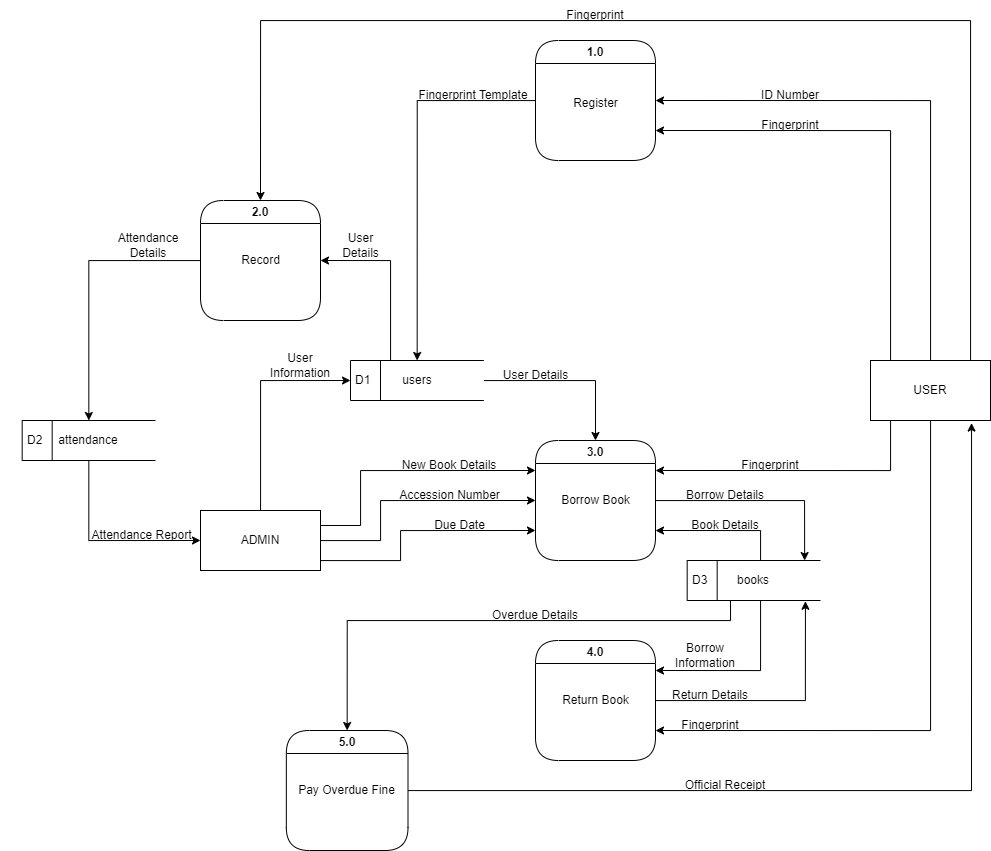 Fingerprint
1.0
Register
Fingerprint Template
ID Number
Fingerprint
2.0
Record
Attendance
Details
User
Details
User
Information
D1
users
User Details
USER
D2
attendance
3.0
Borrow Book
New Book Details
Fingerprint
Accession Number
Borrow Details
Due Date
Book Details
Attendance Report
ADMIN
D3
books
Overdue Details
4.0
Return Book
Borrow
Information
Return Details
Fingerprint
5.0
Pay Overdue Fine
Official Receipt